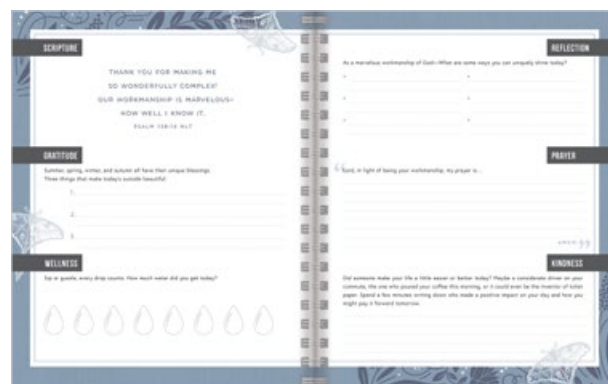 SCRIPTURE
THANK YOU FOR MAKING ME
SO WONDERFULLY COMPLEX!
OUR WORKMANSHIP IS MARVELOUS–
HOW WELL I KNOW IT.
PSALM 139:14 NLT
GRATITUDE
Summer, spring, winter, and autumn all have their unique blessings.
Three things that make today's outside beautiful:
1.
2.
3.
WELLNESS
Sip or guzzle, every drop counts. How much water did you get today?
REFLECTION
As a marvelous workmanship of God—What are some ways you can uniquely shine today?
PRAYER
“Lord, in light of being your workmanship, my prayer is...
amen
KINDNESS
Did someone make your life a little easier or better today? Maybe a considerate driver on your
commute, the one who poured your coffee this morning, or it could even be the inventor of toilet
paper. Spend a few minutes writing down who made a positive impact on your day and how you
might pay it forward tomorrow.